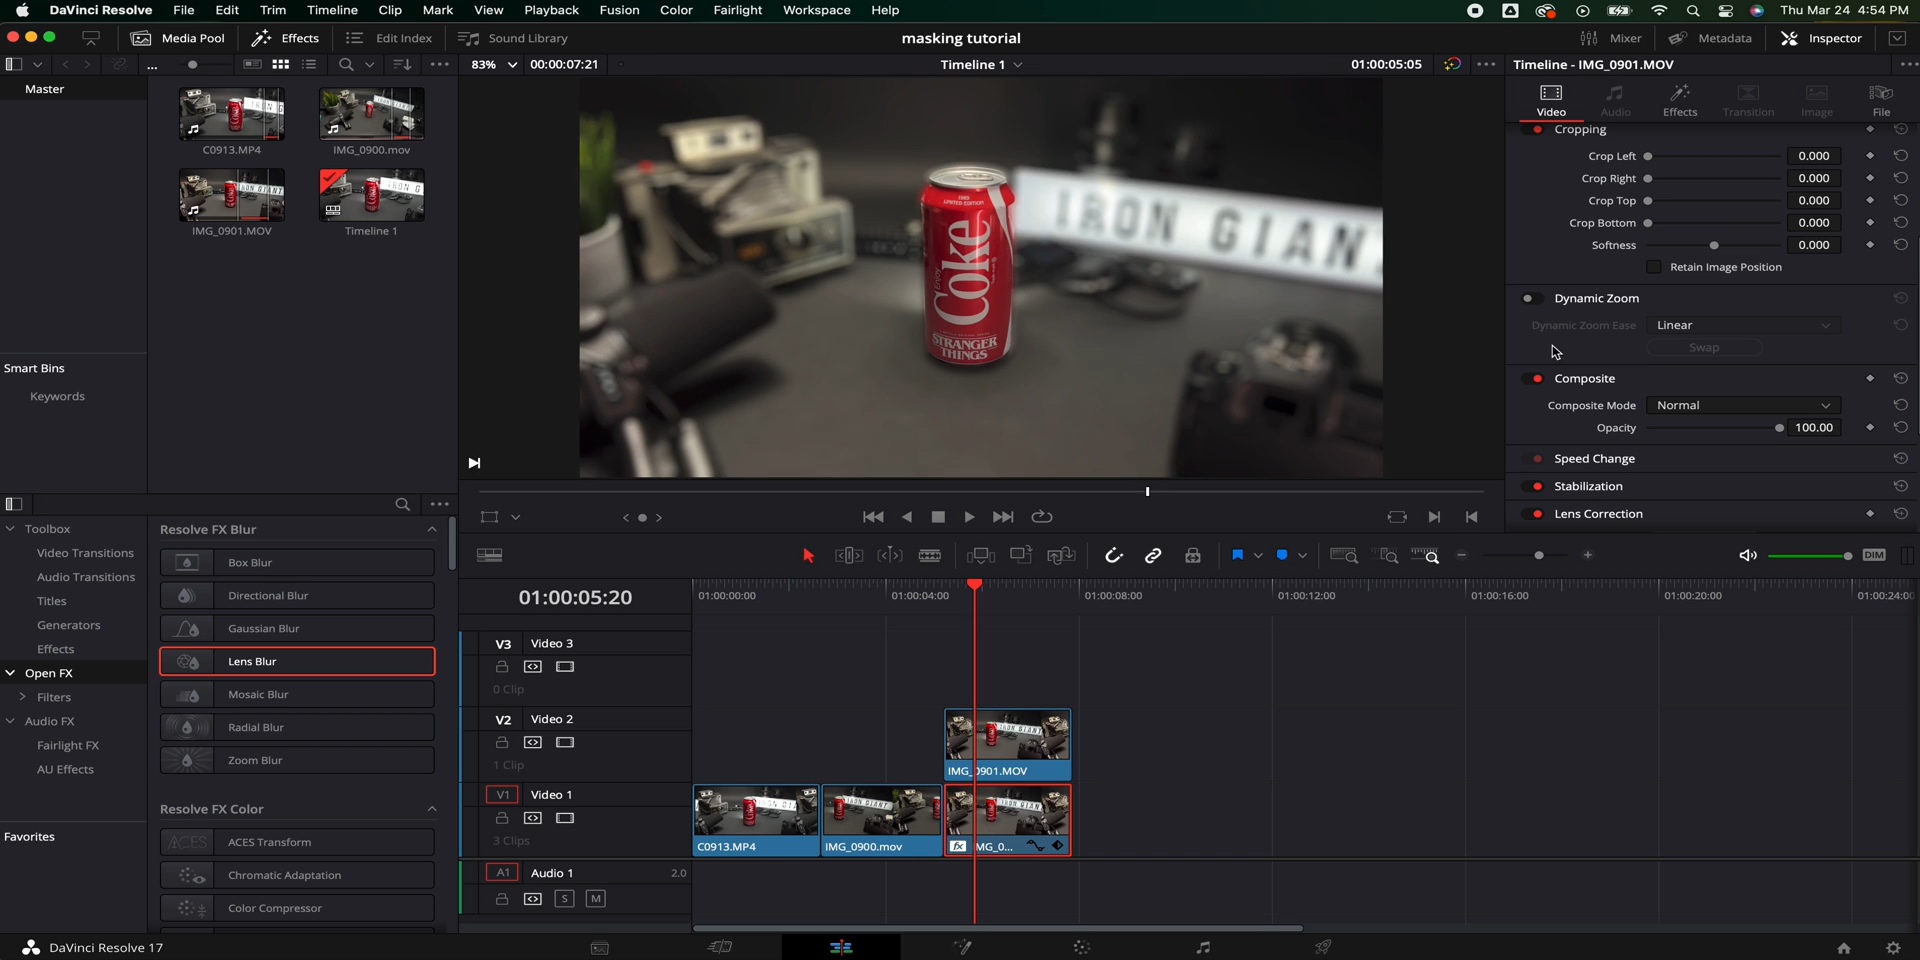 DaVinci Resolve File Edit Trim Timeline Clip Mark View Playback Fusion Color Fairlight Workspace Help Thu Mar 24 4:54 PM
Media Pool Effects Edit Index Sound Library masking tutorial Mixer Metadata Inspector
... 83% 00:00:07:21 Timeline 1 01:00:05:05 Timeline - IMG_0901.MOV
Master
Video Audio Effects Transition Image File
C0913.MP4 IMG_0900.mov
IMG_0901.MOV Timeline 1
1985
LIMITED EDITION
Enjoy
Coke
STRANGER
THINGS
IRON GIANT
Cropping
Crop Left 0.000
Crop Right 0.000
Crop Top 0.000
Crop Bottom 0.000
Softness 0.000
Retain Image Position
Dynamic Zoom
Dynamic Zoom Ease Linear
Swap
Composite
Composite Mode Normal
Opacity 100.00
Speed Change
Stabilization
Lens Correction
Smart Bins
Keywords
Toolbox
Video Transitions
Audio Transitions
Titles
Generators
Effects
Open FX
Filters
Audio FX
Fairlight FX
AU Effects
Favorites
Resolve FX Blur
Box Blur
Directional Blur
Gaussian Blur
Lens Blur
Mosaic Blur
Radial Blur
Zoom Blur
Resolve FX Color
ACES ACES Transform
Chromatic Adaptation
Color Compressor
DIM
01:00:05:20 01:00:00:00 01:00:04:00 01:00:08:00 01:00:12:00 01:00:16:00 01:00:20:00 01:00:24:00
V3 Video 3
0 Clip
V2 Video 2
1 Clip
IMG_0901.MOV
V1 Video 1
3 Clips
C0913.MP4 IMG_0900.mov fx MG_0...
A1 Audio 1 2.0
S M
DaVinci Resolve 17